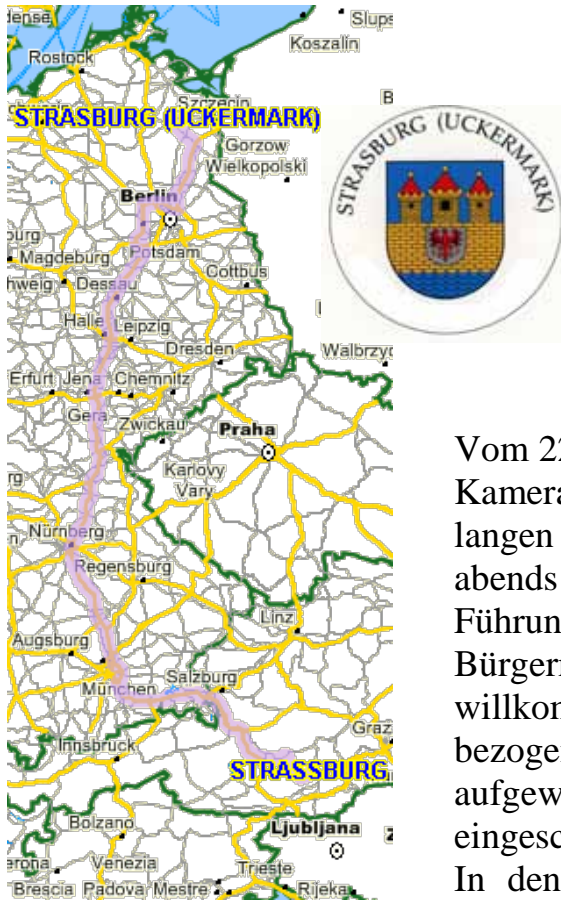 Slups
Koszalin
Rostock
Szczecin
STRASBURG (UCKERMARK)
Gorzow
Wielkopolski
Berlin
Potsdam
Magdeburg
Cottbus
Dessau
Halle
Leipzig
Dresden
Walbrzyc
Erfurt Jena Chemnitz
Gera
Zwickau
Praha
Karlovy
Vary
Nürnberg
Regensburg
Linz
Augsburg
München
Salzburg
Graz
Innsbruck
STRASSBURG
Bolzano
Ljubljana
Venezia
Trieste
Brescia Padova Mestre
Rijeka
STRASBURG (UCKERMARK)
Vom 22
Kamera
langen
abends
Führun
Bürgern
willkon
bezoger
aufgew
eingesc
In den